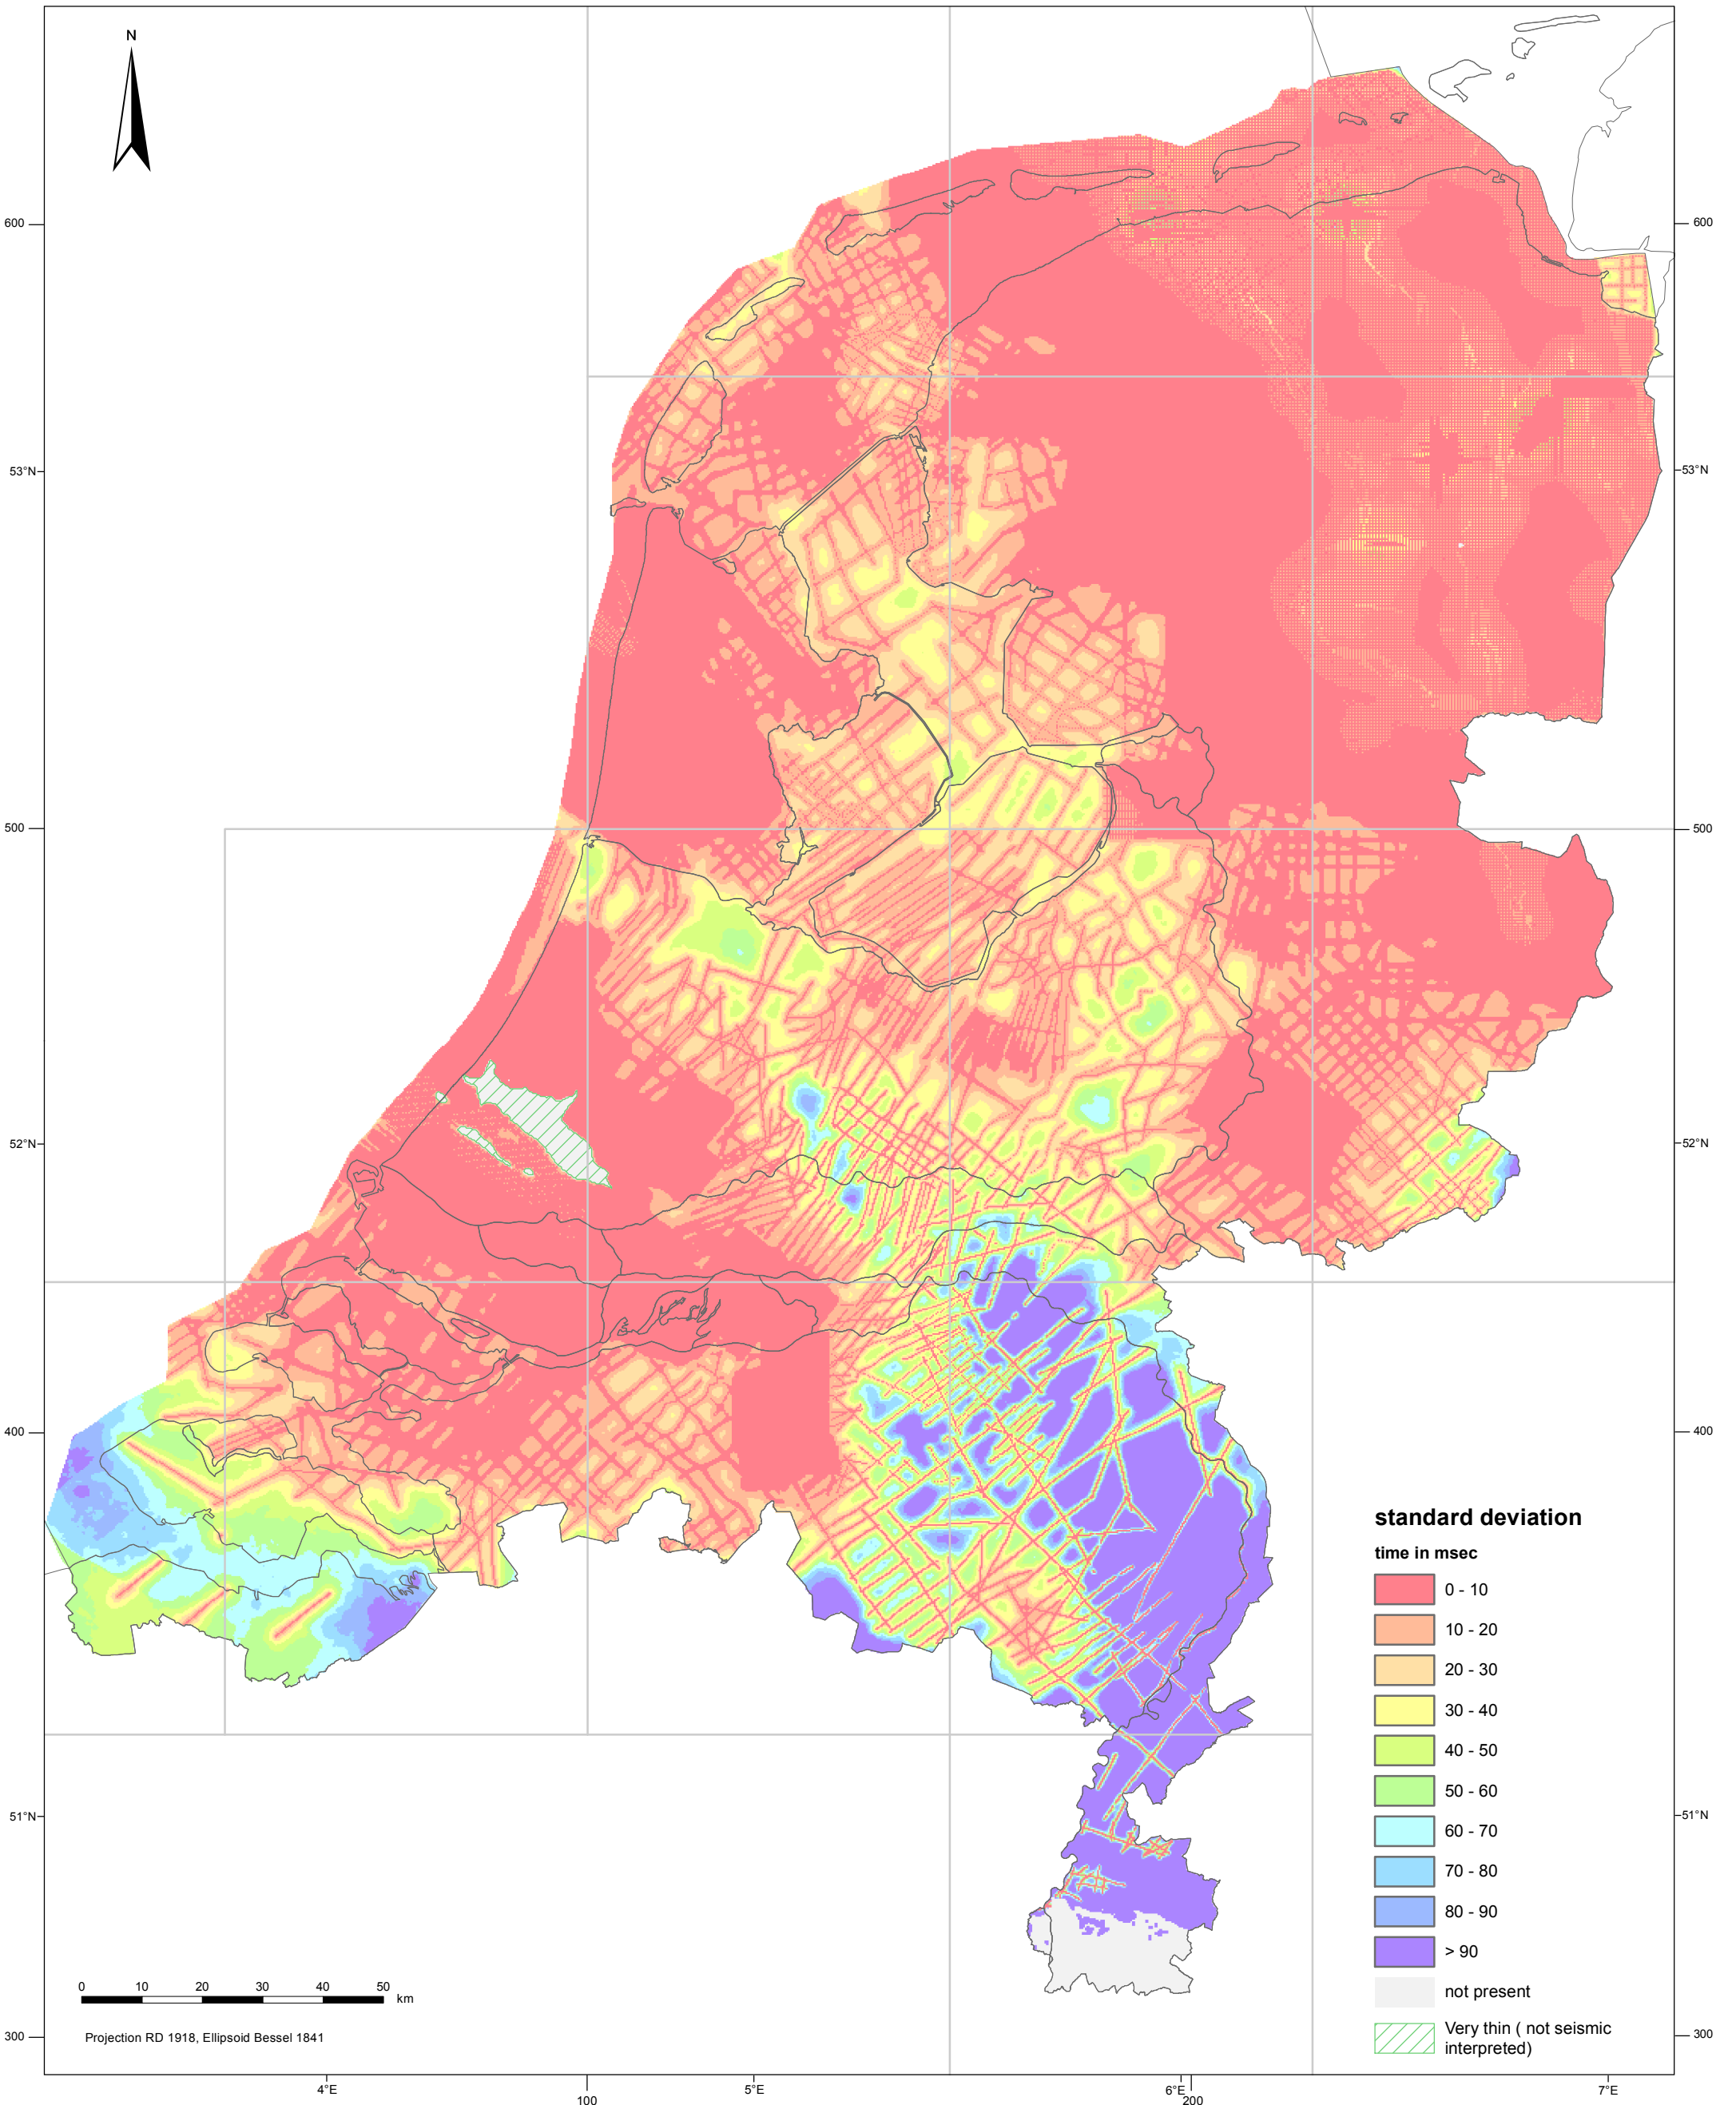 N
600
600
53°N
53°N
500
500
52°N
52°N
400
400
standard deviation
time in msec
0 - 10
10 - 20
20 - 30
30 - 40
40 - 50
50 - 60
51°N
51°N
60 - 70
70 - 80
80 - 90
> 90
0 10 20 30 40 50
km
not present
Projection RD 1918, Ellipsoid Bessel 1841
300
300
Very thin ( not seismic
interpreted)
4°E
5°E
6°E
7°E
100
200